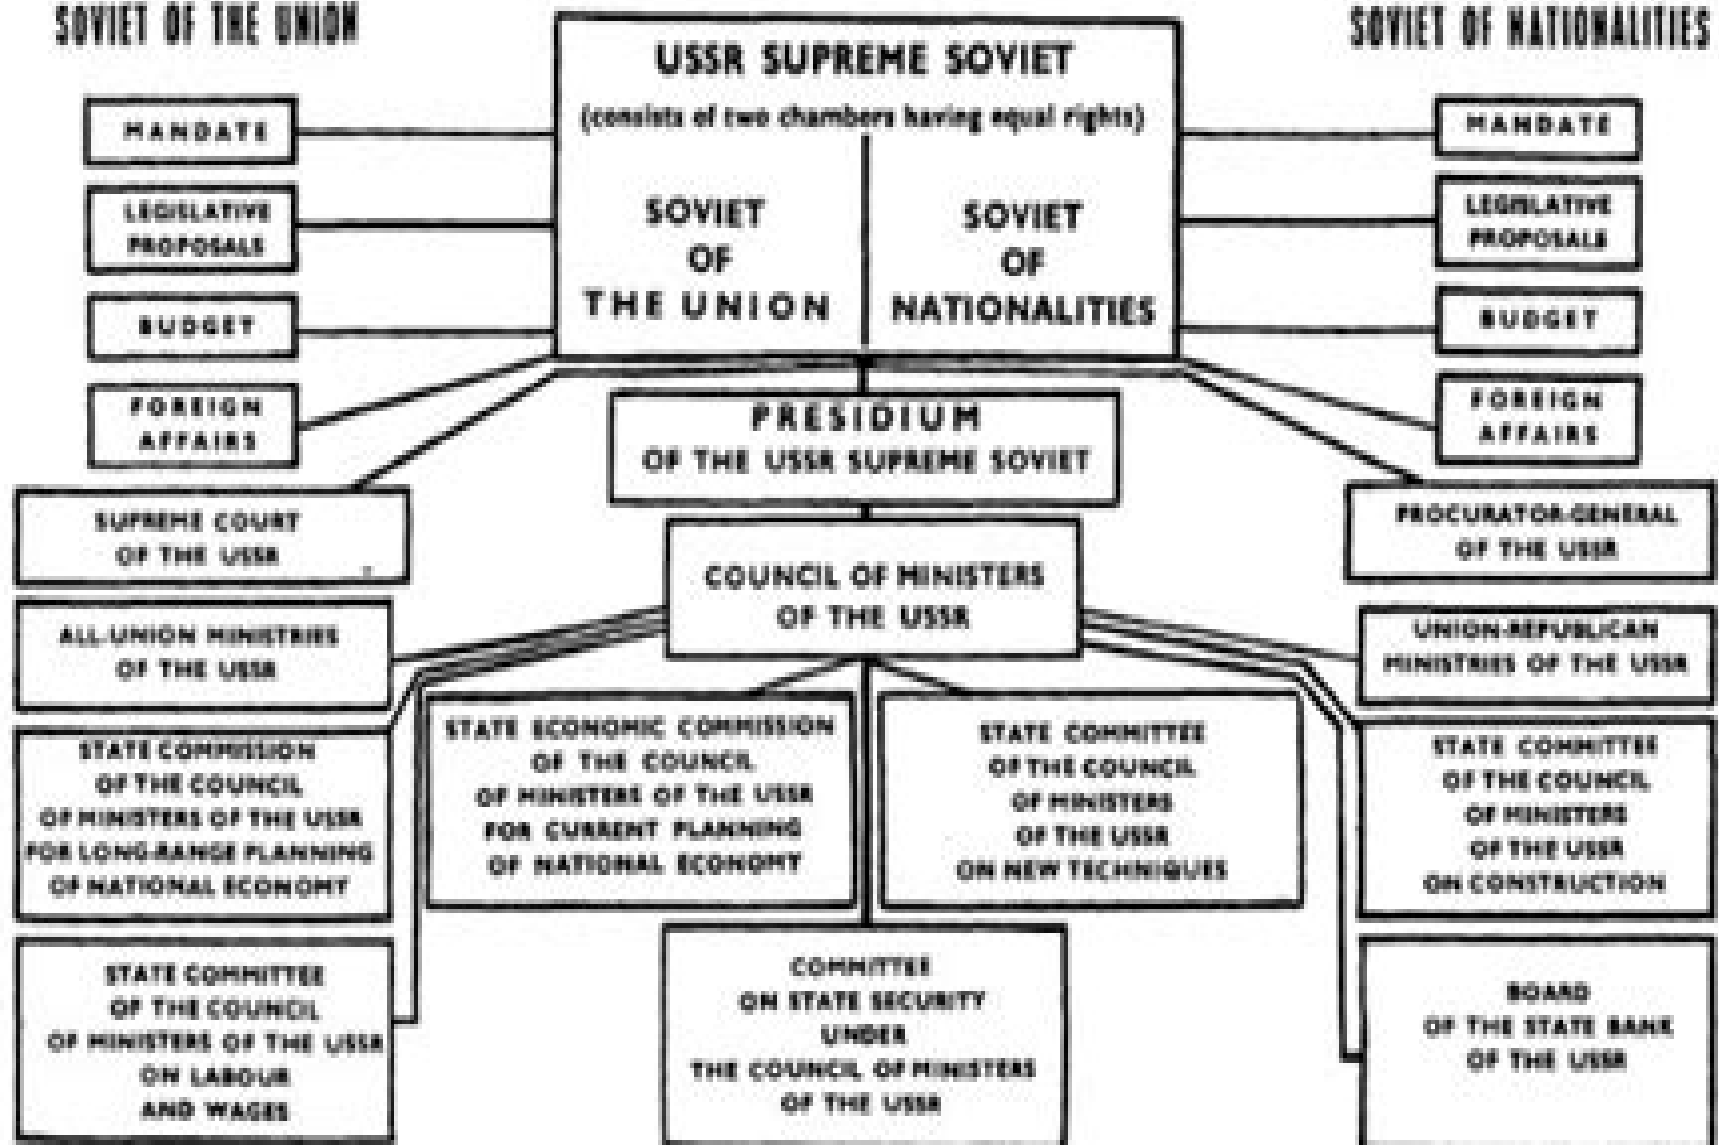 SOVIET OF THE UNION
SOVIET OF NATIONALITIES
USSR SUPREME SOVIET
(consists of two chambers having equal rights)
SOVIET
OF
THE UNION
SOVIET
OF
NATIONALITIES
MANDATE
LEGISLATIVE
PROPOSALS
BUDGET
FOREIGN
AFFAIRS
MANDATE
LEGISLATIVE
PROPOSALS
BUDGET
FOREIGN
AFFAIRS
PRESIDIUM
OF THE USSR SUPREME SOVIET
SUPREME COURT
OF THE USSR
PROCURATOR-GENERAL
OF THE USSR
COUNCIL OF MINISTERS
OF THE USSR
ALL-UNION MINISTRIES
OF THE USSR
UNION-REPUBLICAN
MINISTRIES OF THE USSR
STATE COMMISSION
OF THE COUNCIL
OF MINISTERS OF THE USSR
FOR LONG-RANGE PLANNING
OF NATIONAL ECONOMY
STATE ECONOMIC COMMISSION
OF THE COUNCIL
OF MINISTERS OF THE USSR
FOR CURRENT PLANNING
OF NATIONAL ECONOMY
STATE COMMITTEE
OF THE COUNCIL
OF MINISTERS
OF THE USSR
ON NEW TECHNIQUES
STATE COMMITTEE
OF THE COUNCIL
OF MINISTERS
OF THE USSR
ON CONSTRUCTION
STATE COMMITTEE
OF THE COUNCIL
OF MINISTERS OF THE USSR
ON LABOUR
AND WAGES
COMMITTEE
ON STATE SECURITY
UNDER
THE COUNCIL OF MINISTERS
OF THE USSR
BOARD
OF THE STATE BANK
OF THE USSR